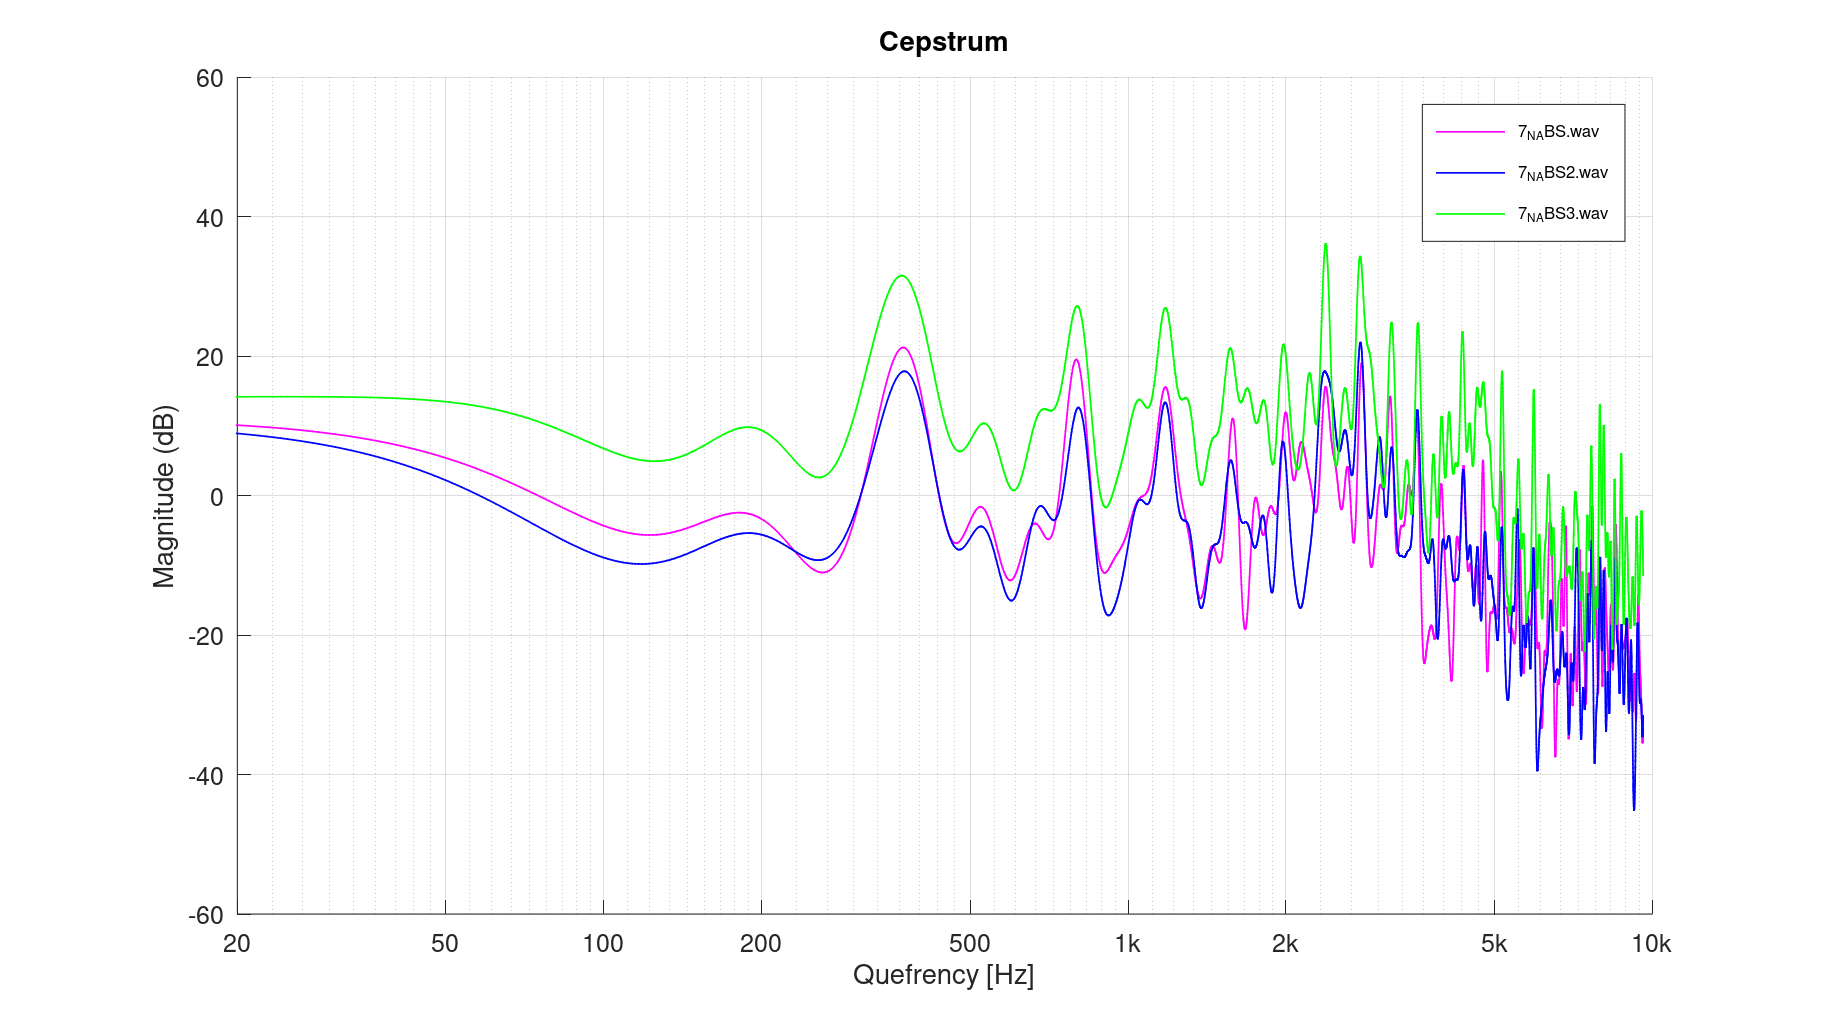 Cepstrum
60
40
20
0
-20
-40
-60
Magnitude (dB)
7NABS.wav
7NABS2.wav
7NABS3.wav
20 50 100 200 500 1k 2k 5k 10k
Quefrency [Hz]